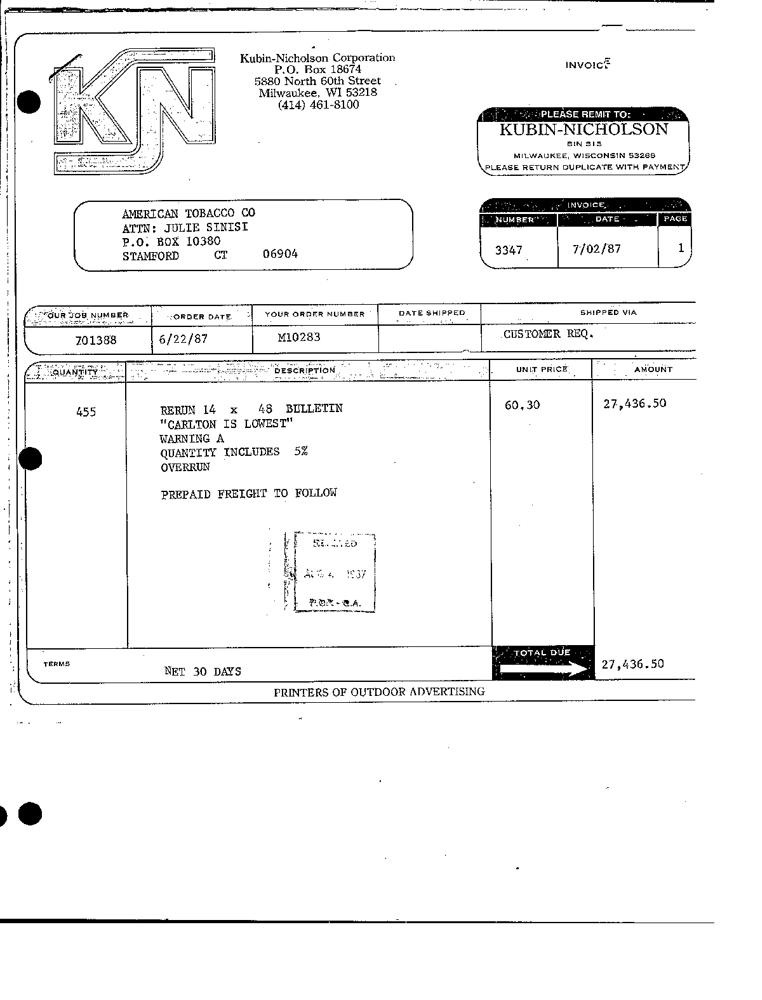 KN
Kubin-Nicholson Corporation
P.O. Box 18674
5880 North 60th Street
Milwaukee, WI 53218
(414) 461-8100
INVOICE
PLEASE REMIT TO:
KUBIN-NICHOLSON
BIN 315
MILWAUKEE, WISCONSIN 53288
PLEASE RETURN DUPLICATE WITH PAYMENT
AMERICAN TOBACCO CO
ATTN: JULIE SINISI
P.O. BOX 10380
STAMFORD CT 06904
INVOICE
NUMBER DATE PAGE
3347 7/02/87 1
OUR JOB NUMBER ORDER DATE YOUR ORDER NUMBER DATE SHIPPED SHIPPED VIA
701388 6/22/87 M10283 CUSTOMER REQ.
QUANTITY DESCRIPTION UNIT PRICE AMOUNT
455 RERUN 14 x 48 BULLETIN 60.30 27,436.50
"CARLTON IS LOWEST"
WARNING A
QUANTITY INCLUDES 5%
OVERRUN
PREPAID FREIGHT TO FOLLOW
AUG 4 1987
TERMS NET 30 DAYS TOTAL DUE 27,436.50
PRINTERS OF OUTDOOR ADVERTISING